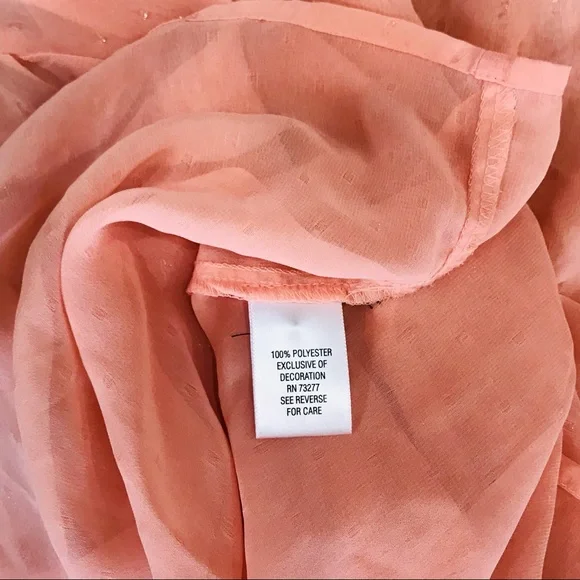 100% POLYESTER
EXCLUSIVE OF
DECORATION
RN 73277
SEE REVERSE
FOR CARE